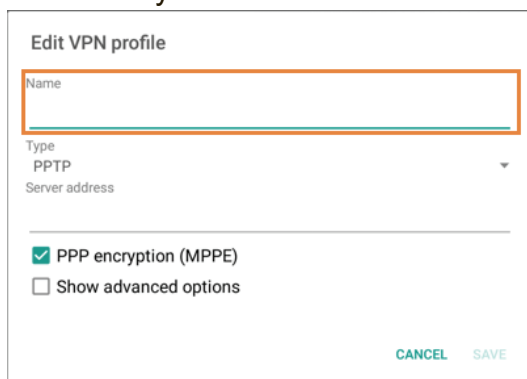 Edit VPN profile
Name
Type
PPTP
Server address
PPP encryption (MPPE)
Show advanced options
CANCEL SAVE